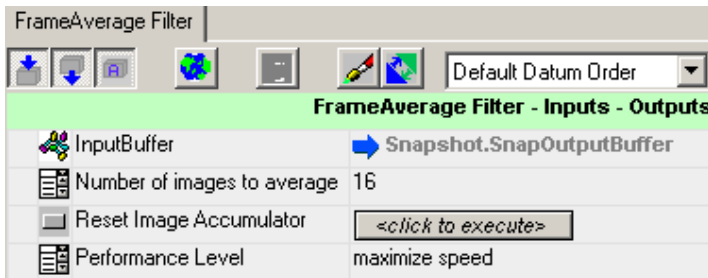 FrameAverage Filter
A
Default Datum Order
FrameAverage Filter - Inputs - Outputs
InputBuffer Snapshot.SnapOutputBuffer
Number of images to average 16
Reset Image Accumulator <click to execute>
Performance Level maximize speed